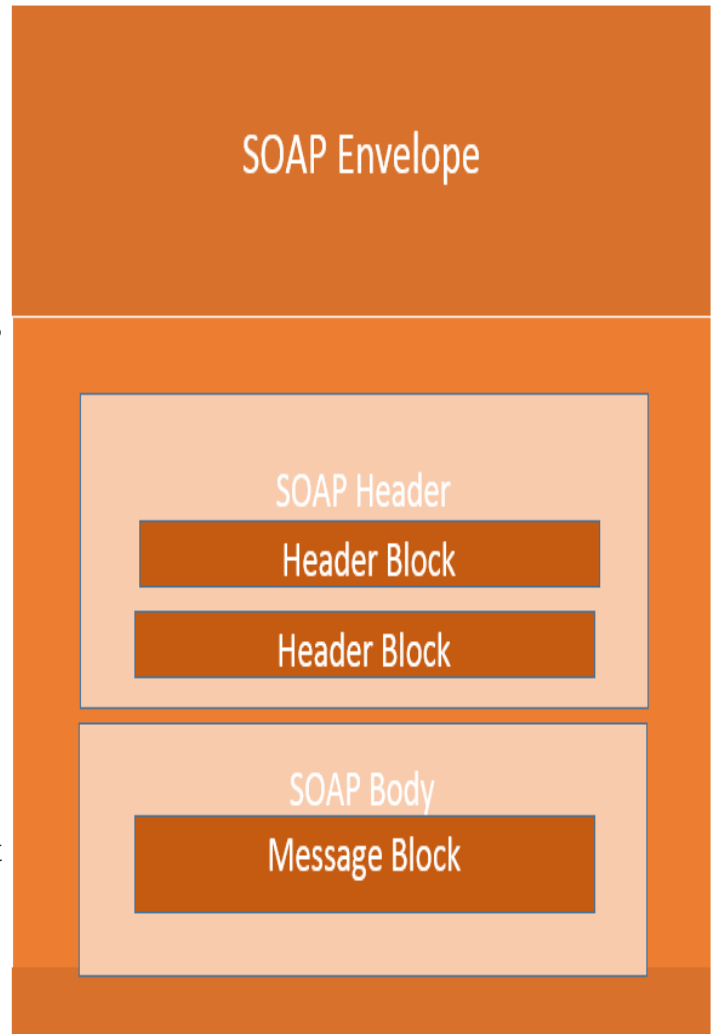 SOAP Envelope
SOAP Header
Header Block
Header Block
SOAP Body
Message Block